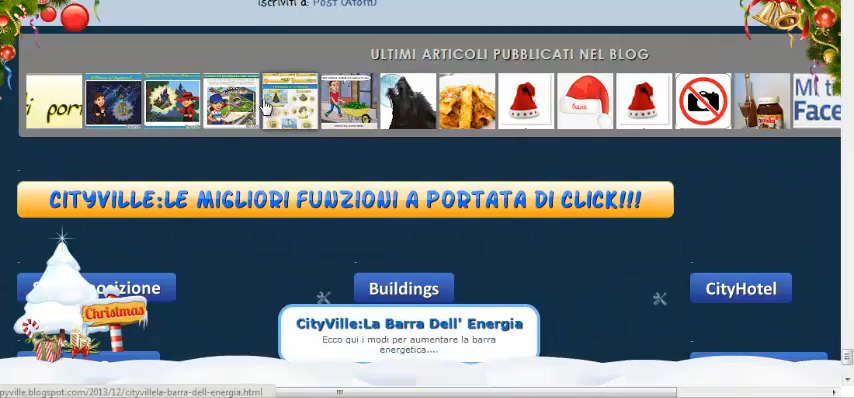 Iscriviti a: Post (Atom)
ULTIMI ARTICOLI PUBBLICATI NEL BLOG
i por
Mi t
Face
CITYVILLE:LE MIGLIORI FUNZIONI A PORTATA DI CLICK!!!
Buildings
CityHotel
Christmas
CityVille:La Barra Dell' Energia
Ecco qui i modi per aumentare la barra
energetica....
pyville.blogspot.com/2013/12/cityvillela-barra-dell-energia.html